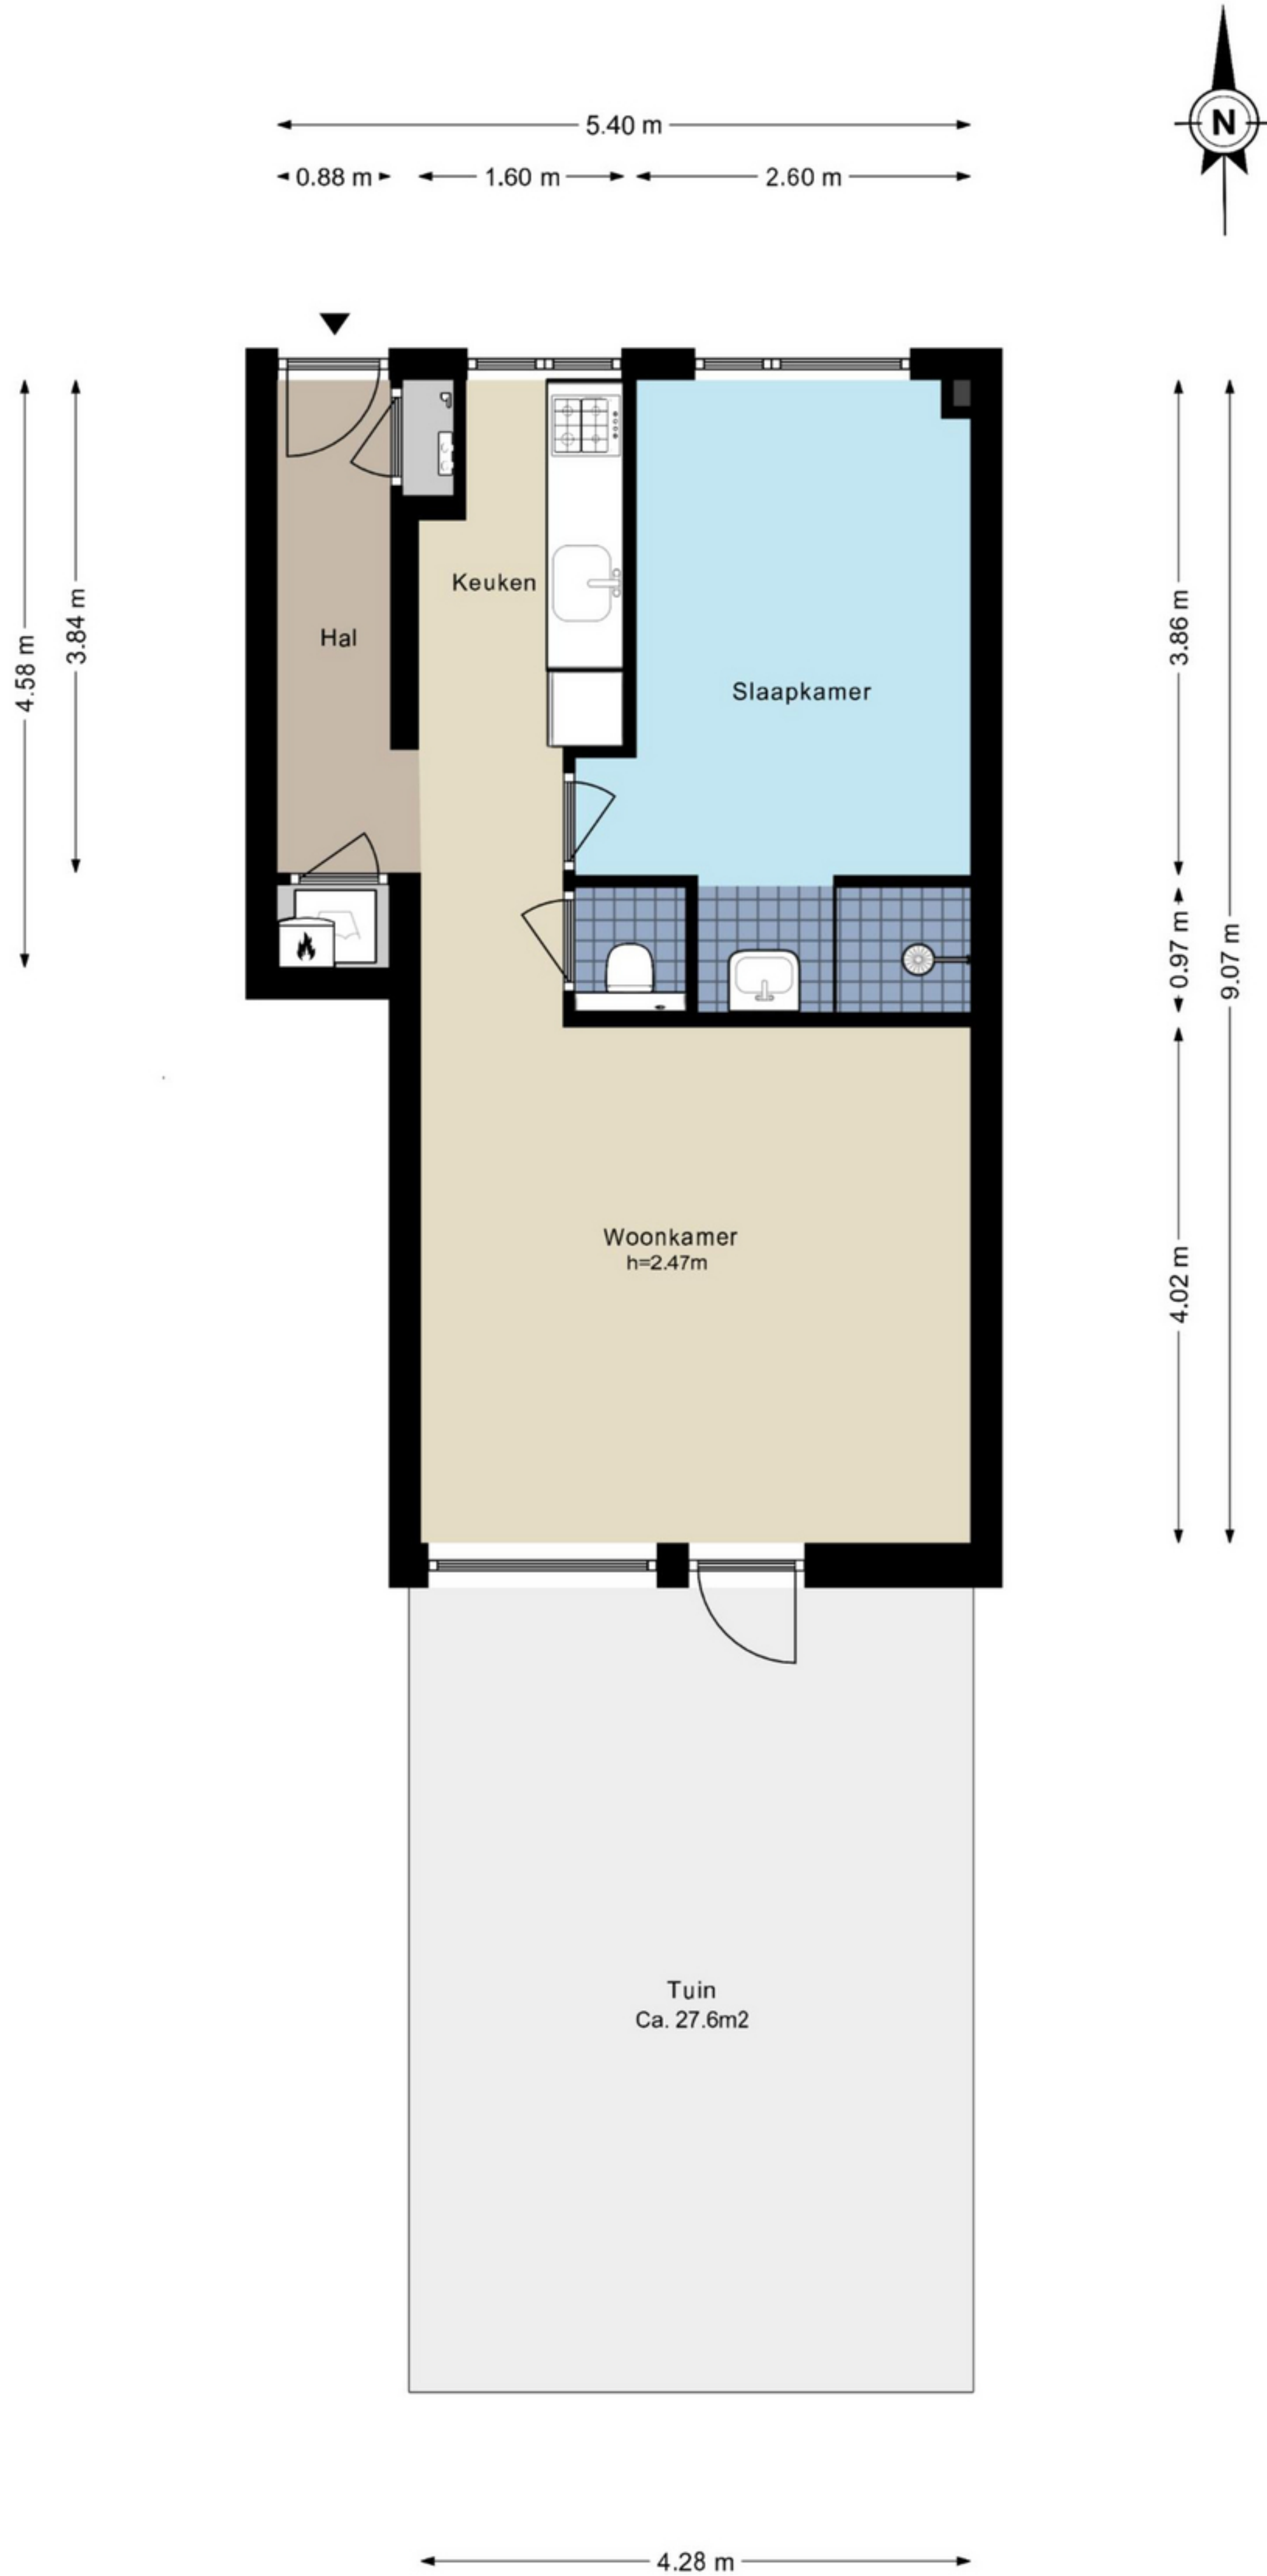 N
5.40 m
0.88 m
1.60 m
2.60 m
Keuken
Hal
Slaapkamer
4.58 m
3.84 m
3.86 m
0.97 m
9.07 m
4.02 m
Woonkamer
h=2.47m
Tuin
Ca. 27.6m2
4.28 m